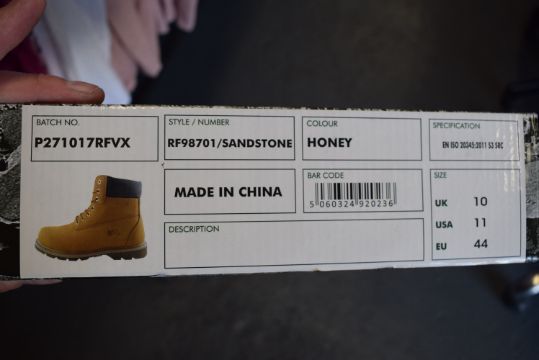 BATCH NO.
P271017RFVX
STYLE / NUMBER
RF98701/SANDSTONE
COLOUR
HONEY
SPECIFICATION
EN ISO 20345:2011 S3 SRC
MADE IN CHINA
BAR CODE
5 060324 920236
DESCRIPTION
SIZE
UK 10
USA 11
EU 44